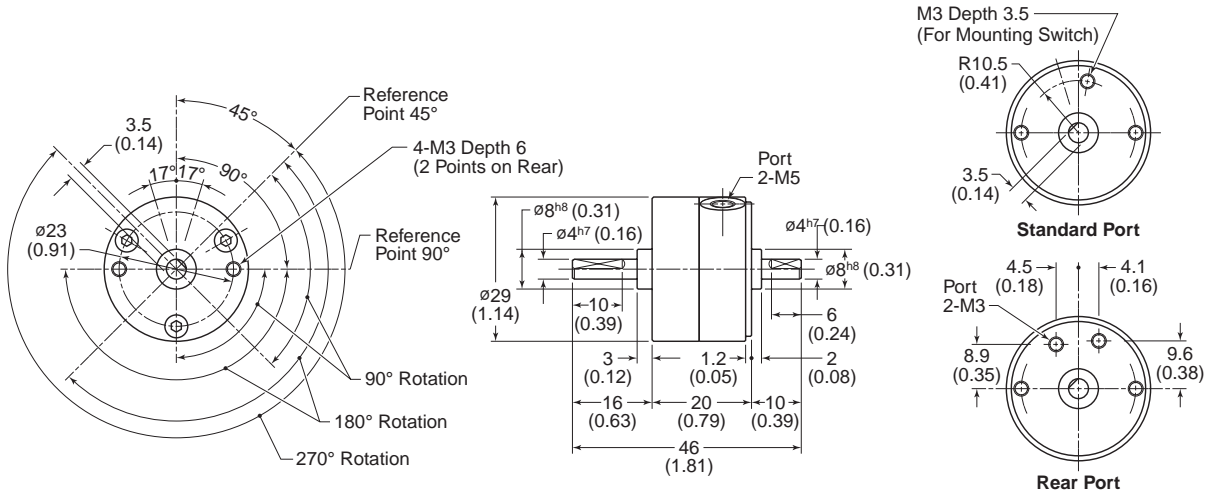 45°
Reference
Point 45°
3.5
(0.14)
17°
17°
90°
4-M3 Depth 6
(2 Points on Rear)
ø23
(0.91)
Reference
Point 90°
90° Rotation
180° Rotation
270° Rotation
Port
2-M5
ø8h8 (0.31)
ø4h7 (0.16)
ø4h7 (0.16)
ø8h8 (0.31)
ø29
(1.14)
10
(0.39)
6
(0.24)
3
(0.12)
1.2
(0.05)
2
(0.08)
16
(0.63)
20
(0.79)
10
(0.39)
46
(1.81)
M3 Depth 3.5
(For Mounting Switch)
R10.5
(0.41)
3.5
(0.14)
Standard Port
4.5
(0.18)
4.1
(0.16)
Port
2-M3
8.9
(0.35)
9.6
(0.38)
Rear Port